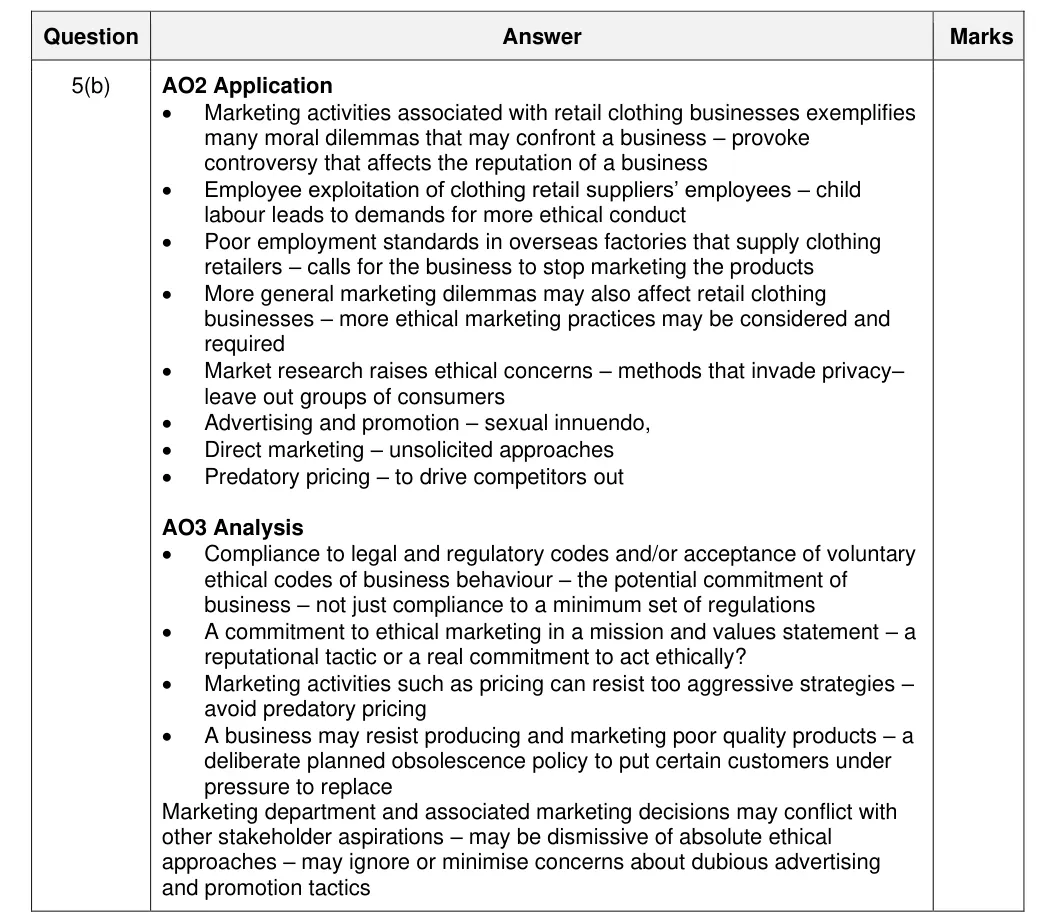 Question Answer Marks
5(b) AO2 Application
• Marketing activities associated with retail clothing businesses exemplifies
many moral dilemmas that may confront a business – provoke
controversy that affects the reputation of a business
• Employee exploitation of clothing retail suppliers’ employees – child
labour leads to demands for more ethical conduct
• Poor employment standards in overseas factories that supply clothing
retailers – calls for the business to stop marketing the products
• More general marketing dilemmas may also affect retail clothing
businesses – more ethical marketing practices may be considered and
required
• Market research raises ethical concerns – methods that invade privacy–
leave out groups of consumers
• Advertising and promotion – sexual innuendo,
• Direct marketing – unsolicited approaches
• Predatory pricing – to drive competitors out
AO3 Analysis
• Compliance to legal and regulatory codes and/or acceptance of voluntary
ethical codes of business behaviour – the potential commitment of
business – not just compliance to a minimum set of regulations
• A commitment to ethical marketing in a mission and values statement – a
reputational tactic or a real commitment to act ethically?
• Marketing activities such as pricing can resist too aggressive strategies –
avoid predatory pricing
• A business may resist producing and marketing poor quality products – a
deliberate planned obsolescence policy to put certain customers under
pressure to replace
Marketing department and associated marketing decisions may conflict with
other stakeholder aspirations – may be dismissive of absolute ethical
approaches – may ignore or minimise concerns about dubious advertising
and promotion tactics